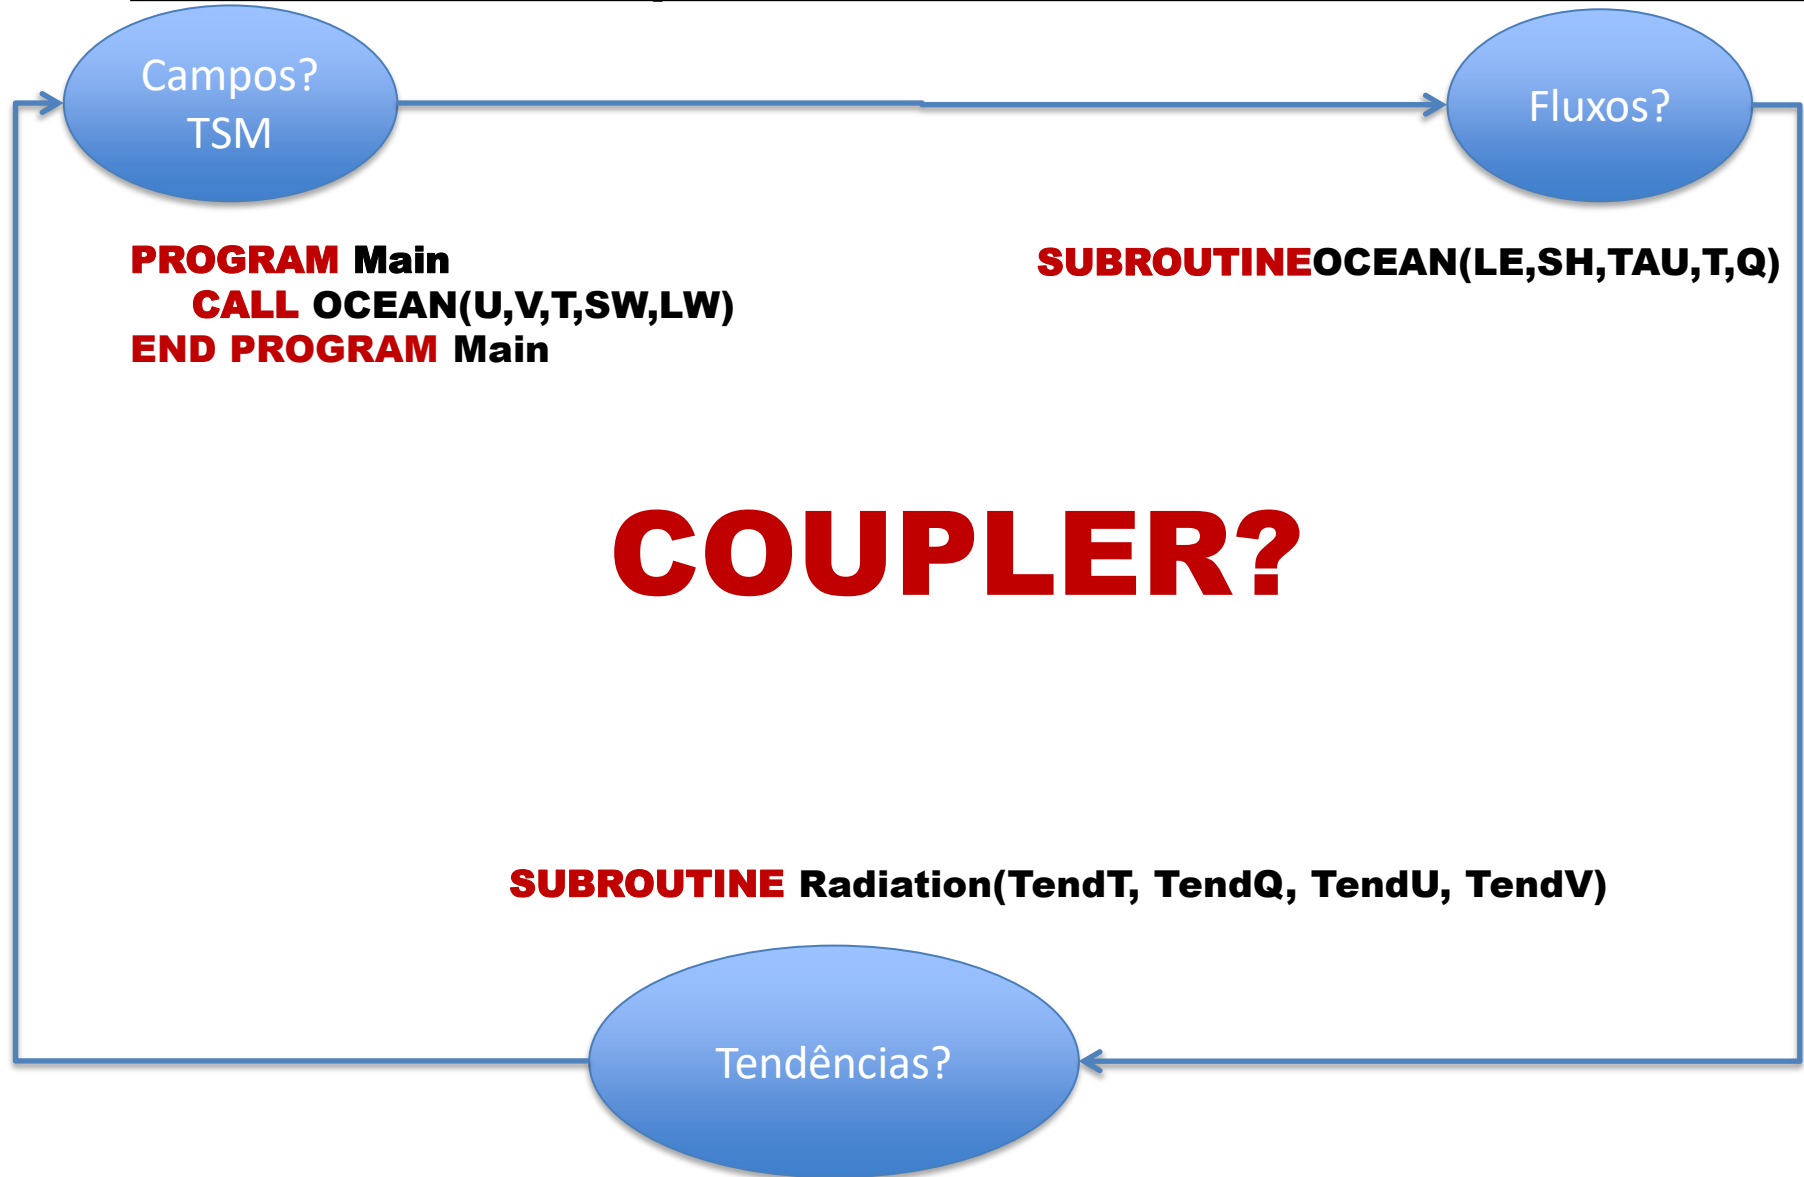 Campos?
TSM
Fluxos?
PROGRAM Main
CALL OCEAN(U,V,T,SW,LW)
END PROGRAM Main
SUBROUTINEOCEAN(LE,SH,TAU,T,Q)
COUPLER?
SUBROUTINE Radiation(TendT, TendQ, TendU, TendV)
Tendências?